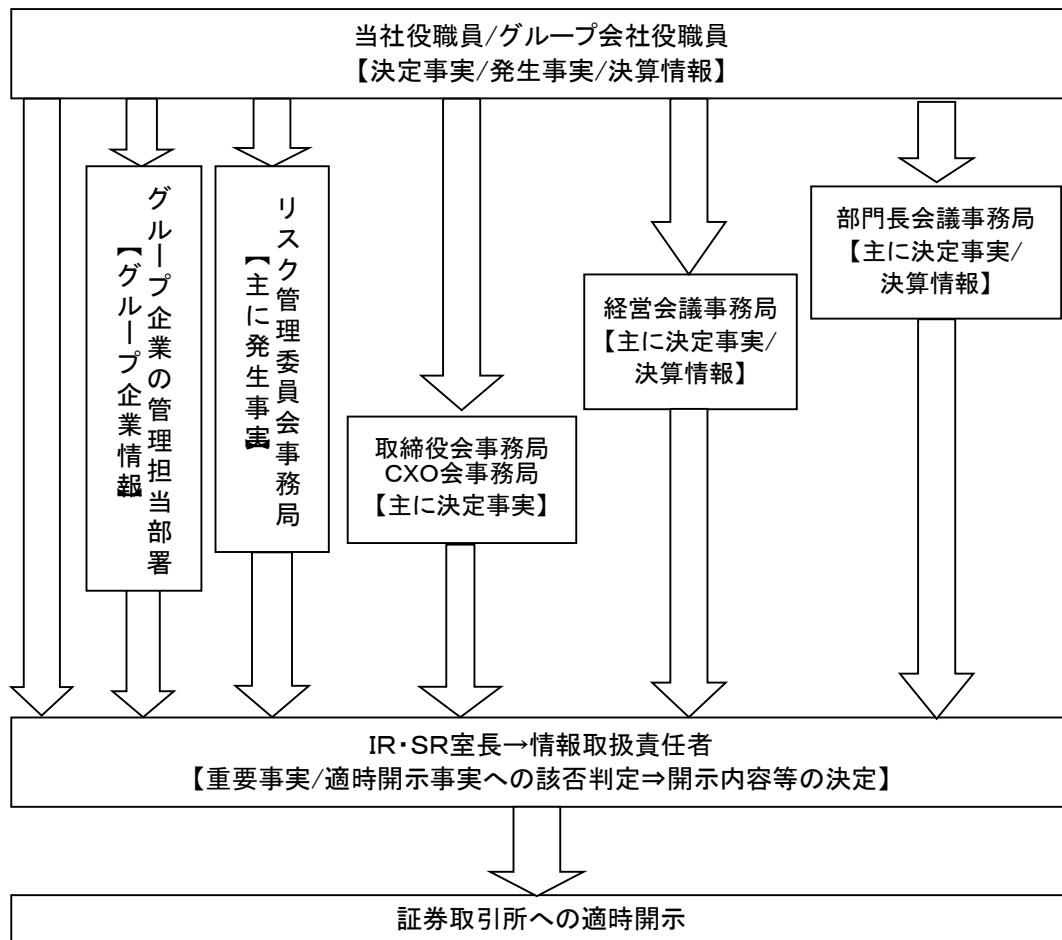 当社役職員/グループ会社役職員
【決定事実/発生事実/決算情報】
グループ企業の管理担当部署
【グループ企業情報】
リスク管理委員会事務局
【主に発生事実】
取締役会事務局
CXO会事務局
【主に決定事実】
経営会議事務局
【主に決定事実/
決算情報】
部門長会議事務局
【主に決定事実/
決算情報】
IR・SR室長→情報取扱責任者
【重要事実/適時開示事実への該否判定⇒開示内容等の決定】
証券取引所への適時開示